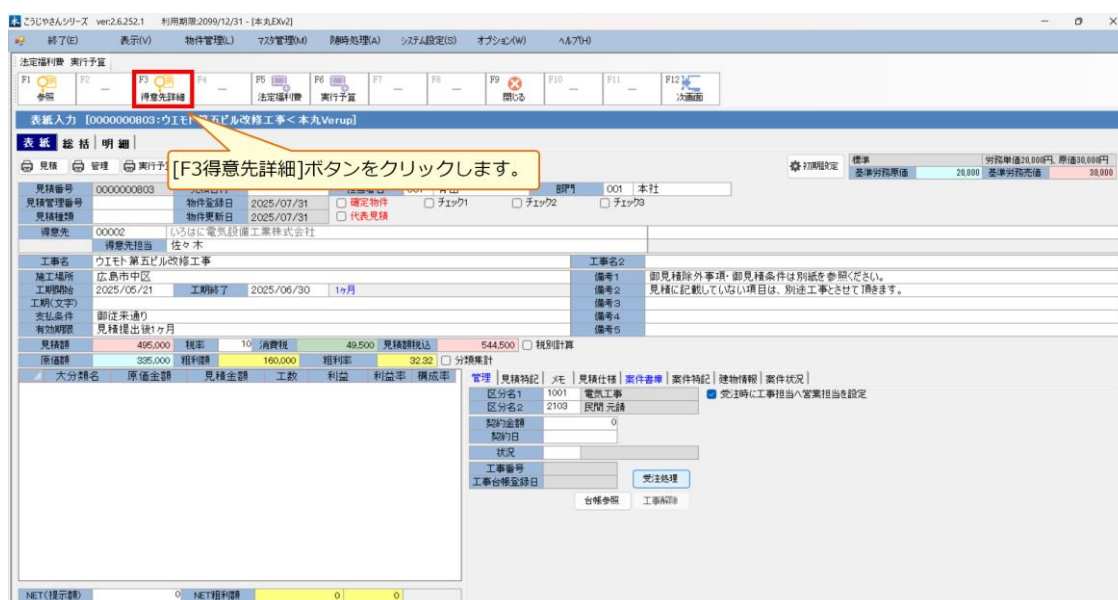 こうじやさんシリーズ ver:2.6.252.1 利用期限:2099/12/31 - [本丸EXv2]
終了(E) 表示(V) 物件管理(L) マスタ管理(M) 随時処理(A) システム設定(S) オプション(W) ヘルプ(H)
法定福利費 実行予算
F1 参照 F2 F3 得意先詳細 F4 F5 法定福利費 F6 実行予算 F7 F8 F9 閉じる F10 F11 F12 次画面
表紙入力 [0000000803:ウエモト第五ビル改修工事<本丸Verup]
表 紙 総 括 明 細
[F3得意先詳細]ボタンをクリックします。
見積 管理 実行予 初期設定 標準 労務単価20,000円、原価30,000円
基準労務原価 20,000 基準労務売価 30,000
見積番号 0000000803 001 部門 001 本社
見積管理番号 物件登録日 2025/07/31 確定物件 チェック1 チェック2 チェック3
見積種類 物件更新日 2025/07/31 代表見積
得意先 00002 いろはに電気設備工業株式会社
得意先担当 佐々木
工事名 ウエモト第五ビル改修工事 工事名2
施工場所 広島市中区 備考1 御見積除外事項・御見積条件は別紙を参照ください。
工期開始 2025/05/21 工期終了 2025/06/30 1ヶ月 備考2 見積に記載していない項目は、別途工事とさせて頂きます。
工期(文字) 備考3
支払条件 御従来通り 備考4
有効期限 見積提出後1ヶ月 備考5
見積額 495,000 税率 10 消費税 49,500 見積額税込 544,500 税別計算
原価額 335,000 粗利額 160,000 粗利率 32.32 分類集計
大分類名 原価金額 見積金額 工数 利益 利益率 構成率
管理 見積特記 メモ 見積仕様 案件書庫 案件特記 建物情報 案件状況
区分名1 1001 電気工事 受注時に工事担当へ営業担当を設定
区分名2 2103 民間 元請
契約金額 0
契約日
状況
工事番号
工事台帳登録日 受注処理
台帳参照 工事解除
NET(提示額) 0 NET粗利額 0 0